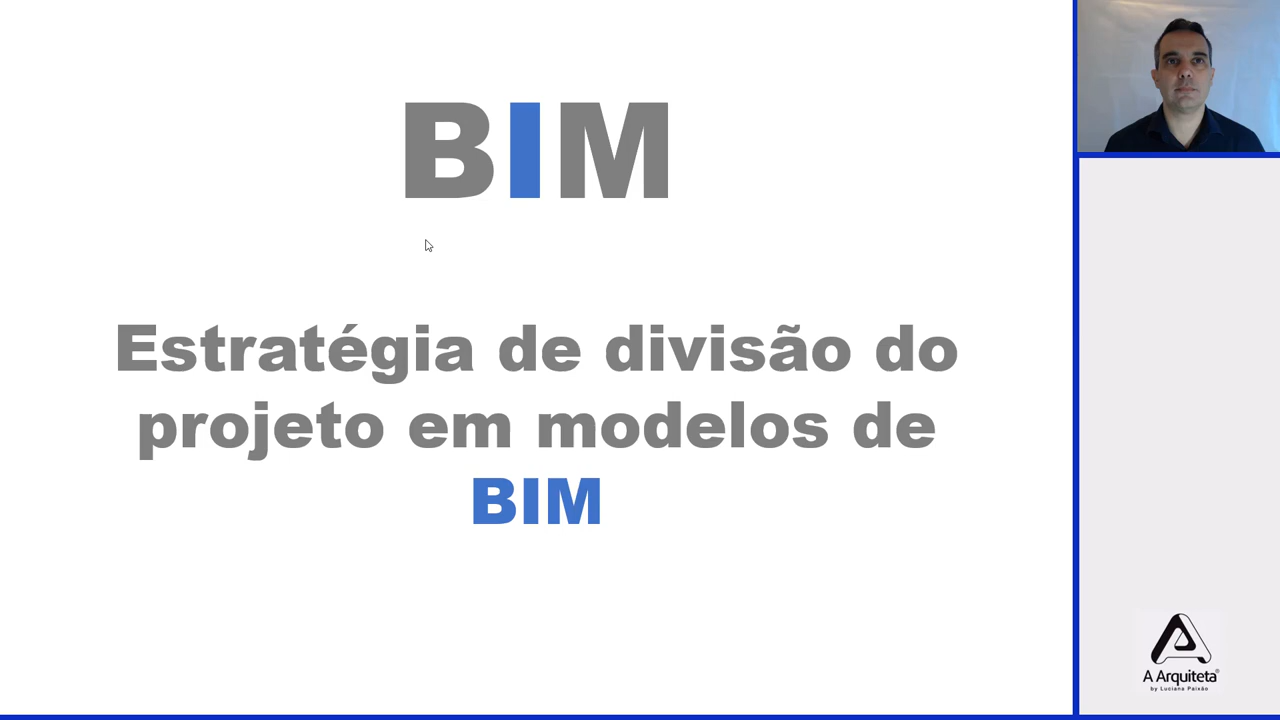 BIM
Estratégia de divisão do
projeto em modelos de
BIM
A Arquiteta®
by Luciana Paixão